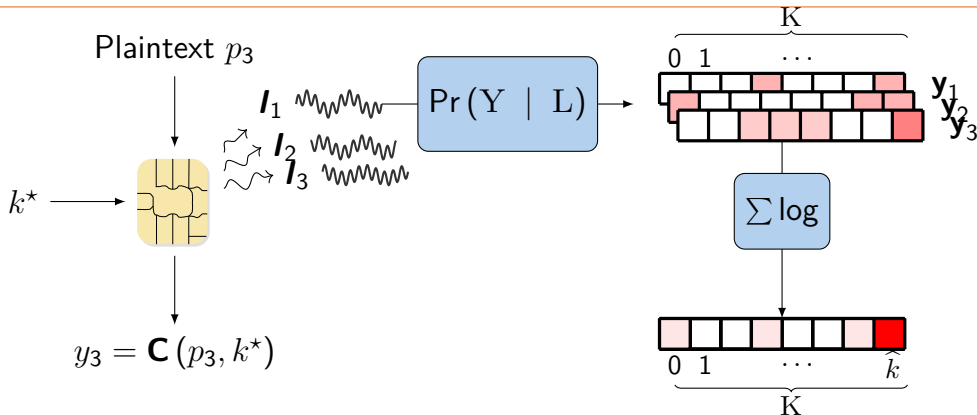 K
Plaintext p₃
0 1 ⋯
l₁
Pr (Y | L)
y₁
y₂
y₃
l₂
l₃
k⋆
∑ log
y₃ = C (p₃, k⋆)
0 1 ⋯ k̂
K